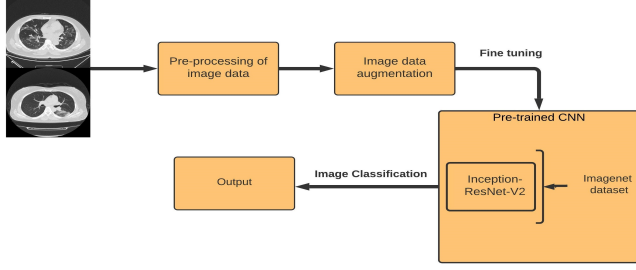 Pre-processing of
image data
Image data
augmentation
Fine tuning
Pre-trained CNN
Inception-
ResNet-V2
Imagenet
dataset
Image Classification
Output